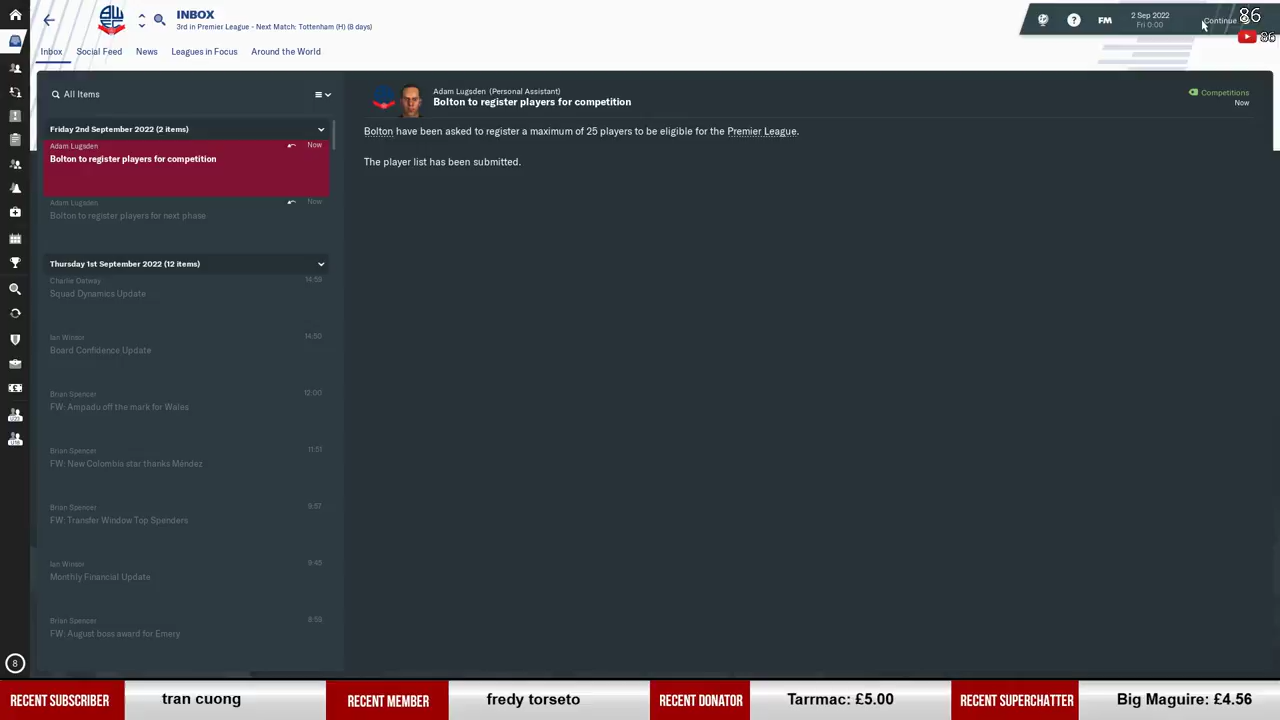 INBOX
3rd in Premier League - Next Match: Tottenham (H) (8 days)
FM
2 Sep 2022
Fri 0:00
Continue
86
86
Inbox
Social Feed
News
Leagues in Focus
Around the World
All Items
Friday 2nd September 2022 (2 items)
Adam Lugsden
Now
Bolton to register players for competition
Adam Lugsden
Now
Bolton to register players for next phase
Thursday 1st September 2022 (12 items)
Charlie Oatway
14:59
Squad Dynamics Update
Ian Winsor
14:50
Board Confidence Update
Brian Spencer
12:00
FW: Ampadu off the mark for Wales
Brian Spencer
11:51
FW: New Colombia star thanks Méndez
Brian Spencer
9:57
FW: Transfer Window Top Spenders
Ian Winsor
9:45
Monthly Financial Update
Brian Spencer
8:59
FW: August boss award for Emery
Adam Lugsden (Personal Assistant)
Bolton to register players for competition
Competitions
Now
Bolton have been asked to register a maximum of 25 players to be eligible for the Premier League.
The player list has been submitted.
U23
U18
8
RECENT SUBSCRIBER
tran cuong
RECENT MEMBER
fredy torseto
RECENT DONATOR
Tarrmac: £5.00
RECENT SUPERCHATTER
Big Maguire: £4.56